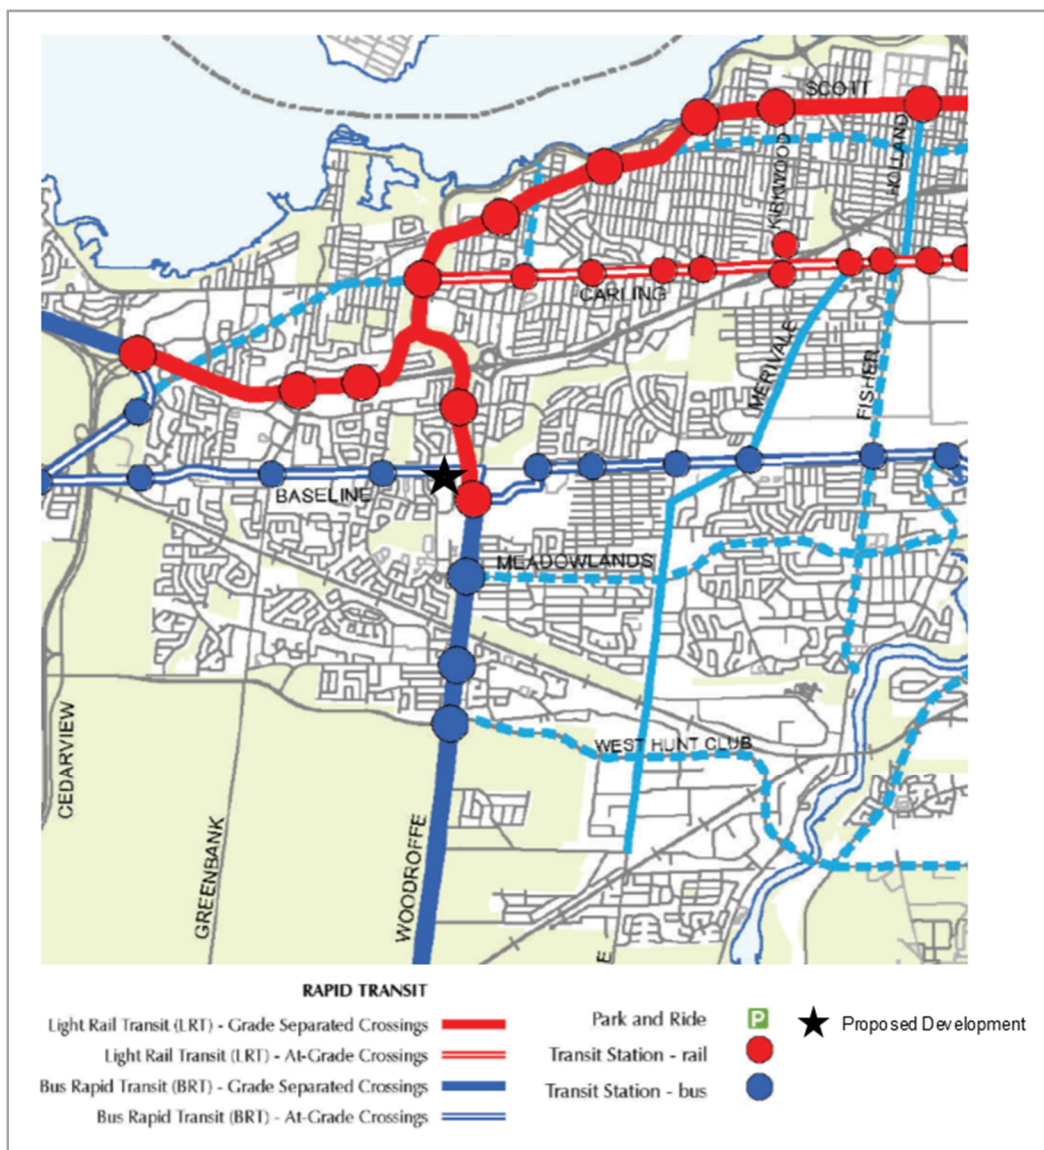 SCOTT
KIRKWOOD
HOLLAND
CARLING
MERIVALE
FISHER
BASELINE
MEADOWLANDS
WEST HUNT CLUB
CEDARVIEW
GREENBANK
WOODROFFE
E
RAPID TRANSIT
Light Rail Transit (LRT) - Grade Separated Crossings
Light Rail Transit (LRT) - At-Grade Crossings
Bus Rapid Transit (BRT) - Grade Separated Crossings
Bus Rapid Transit (BRT) - At-Grade Crossings
Park and Ride P
Transit Station - rail
Transit Station - bus
Proposed Development